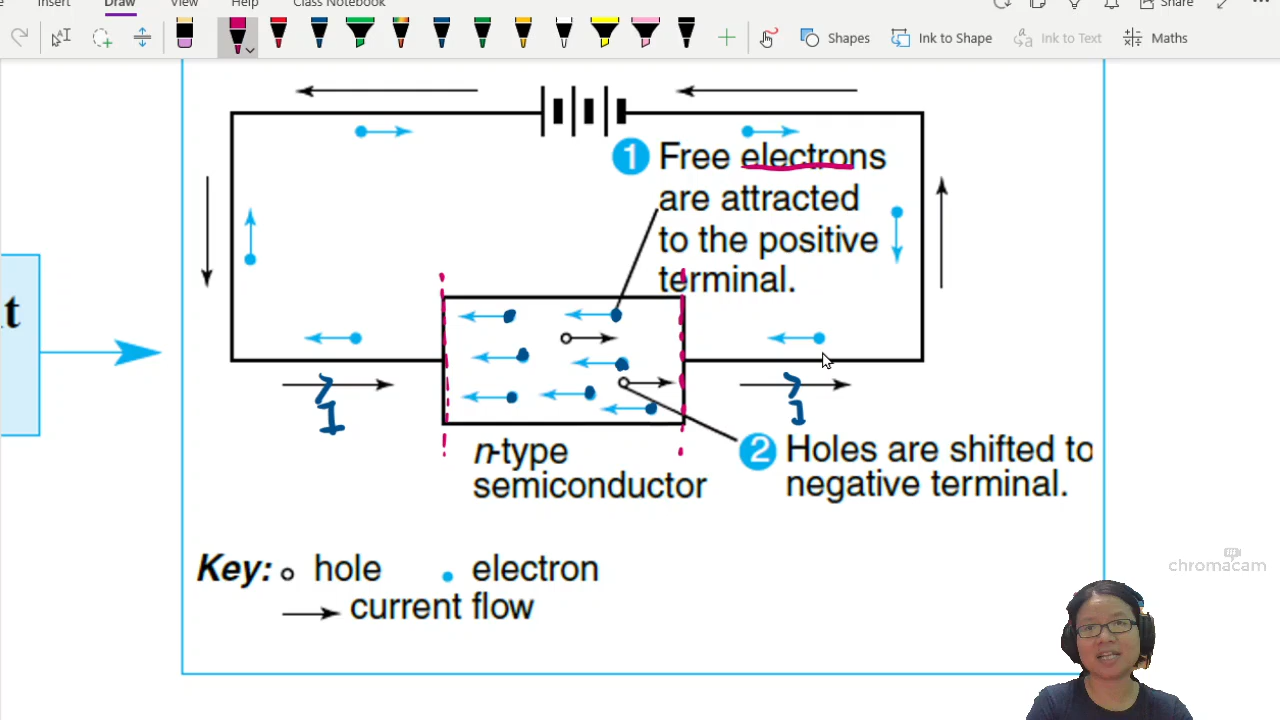 Insert
Draw
View
Help
Class Notebook
Share
Shapes
Ink to Shape
Ink to Text
Maths
1 Free electrons
are attracted
to the positive
terminal.
t
I
I
n-type
semiconductor
2 Holes are shifted to
negative terminal.
Key: hole electron
current flow
chromacam